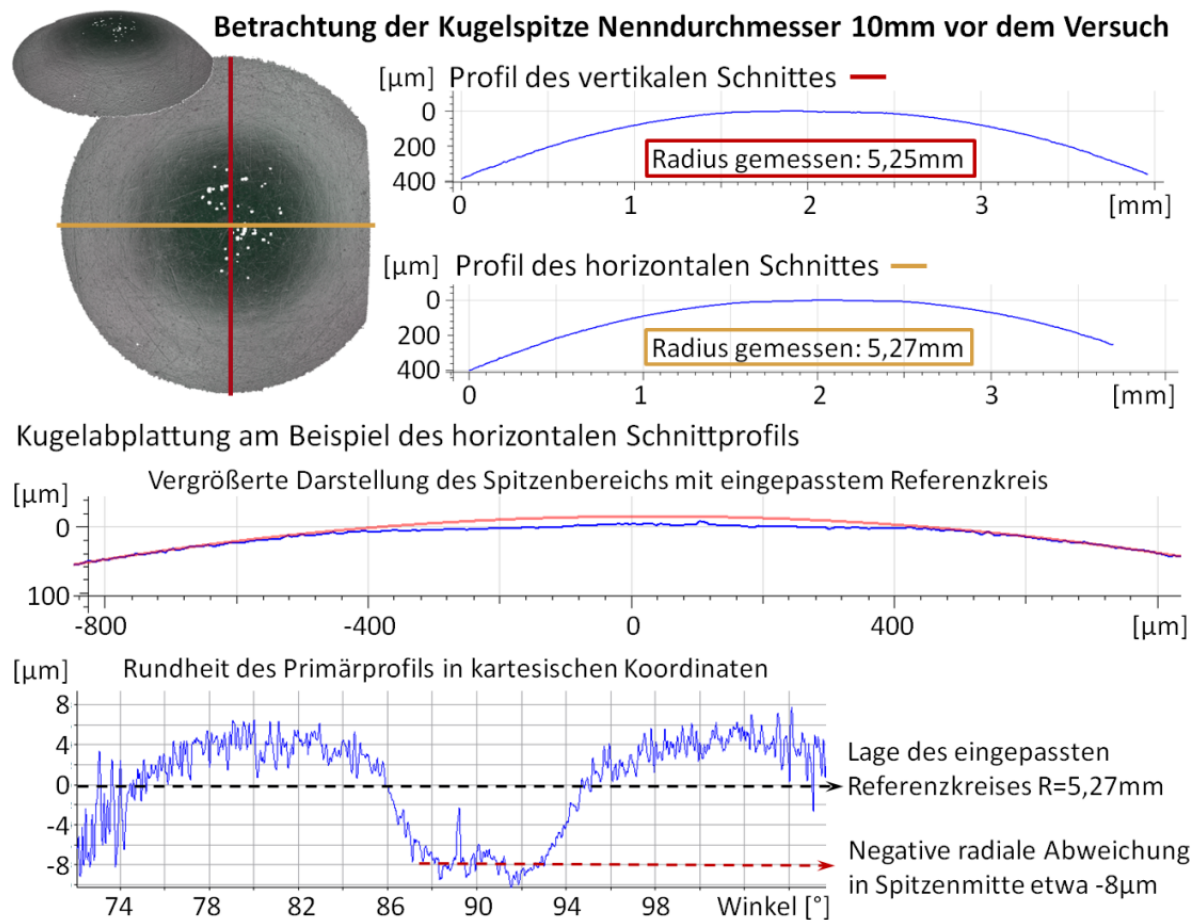 Betrachtung der Kugelspitze Nenndurchmesser 10mm vor dem Versuch
[µm] Profil des vertikalen Schnittes
0
200
400
Radius gemessen: 5,25mm
0 1 2 3 [mm]
[µm] Profil des horizontalen Schnittes
0
200
400
Radius gemessen: 5,27mm
0 1 2 3 [mm]
Kugelabplattung am Beispiel des horizontalen Schnittprofils
[µm] Vergrößerte Darstellung des Spitzenbereichs mit eingepasstem Referenzkreis
0
100
-800 -400 0 400 [µm]
[µm] Rundheit des Primärprofils in kartesischen Koordinaten
8
4
0
-4
-8
74 78 82 86 90 94 98 Winkel [°]
Lage des eingepassten
Referenzkreises R=5,27mm
Negative radiale Abweichung
in Spitzenmitte etwa -8µm